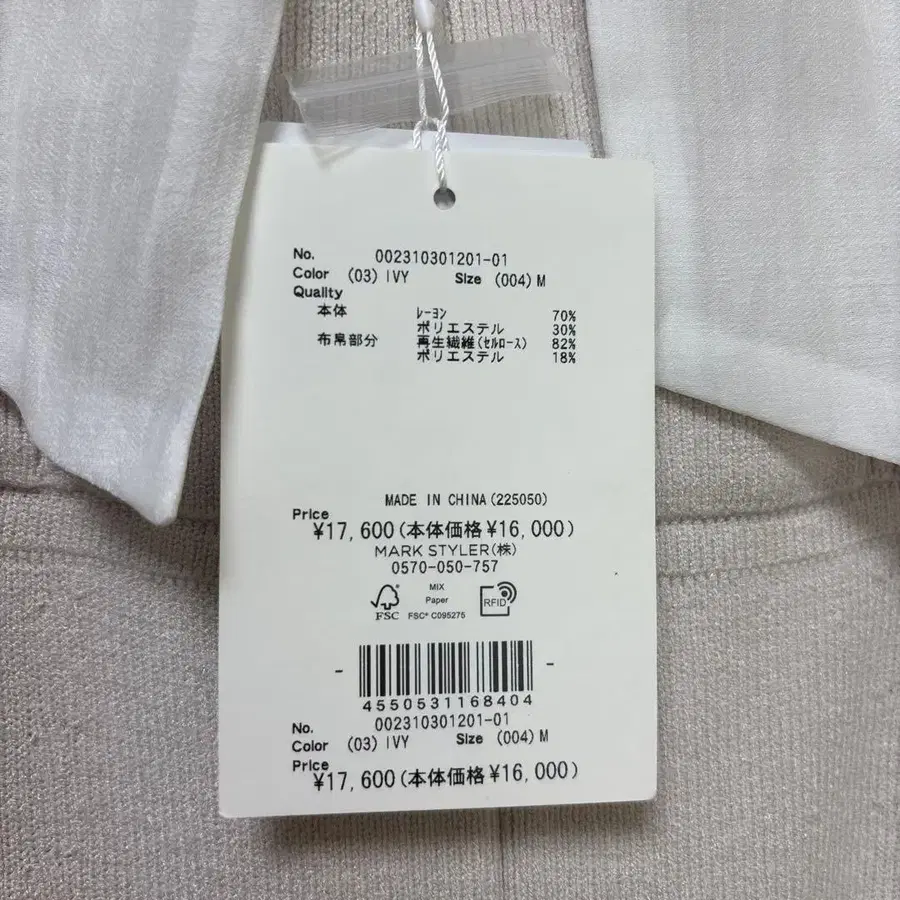 No. 002310301201-01
Color (03) IVY Size (004) M
Quality
本体 レーヨン 70%
ポリエステル 30%
布帛部分 再生繊維(セルロース) 82%
ポリエステル 18%
MADE IN CHINA(225050)
Price
¥17,600(本体価格¥16,000)
MARK STYLER(株)
0570-050-757
FSC® MIX Paper FSC® C095275 RFID
4550531168404
No. 002310301201-01
Color (03) IVY Size (004) M
Price
¥17,600(本体価格¥16,000)